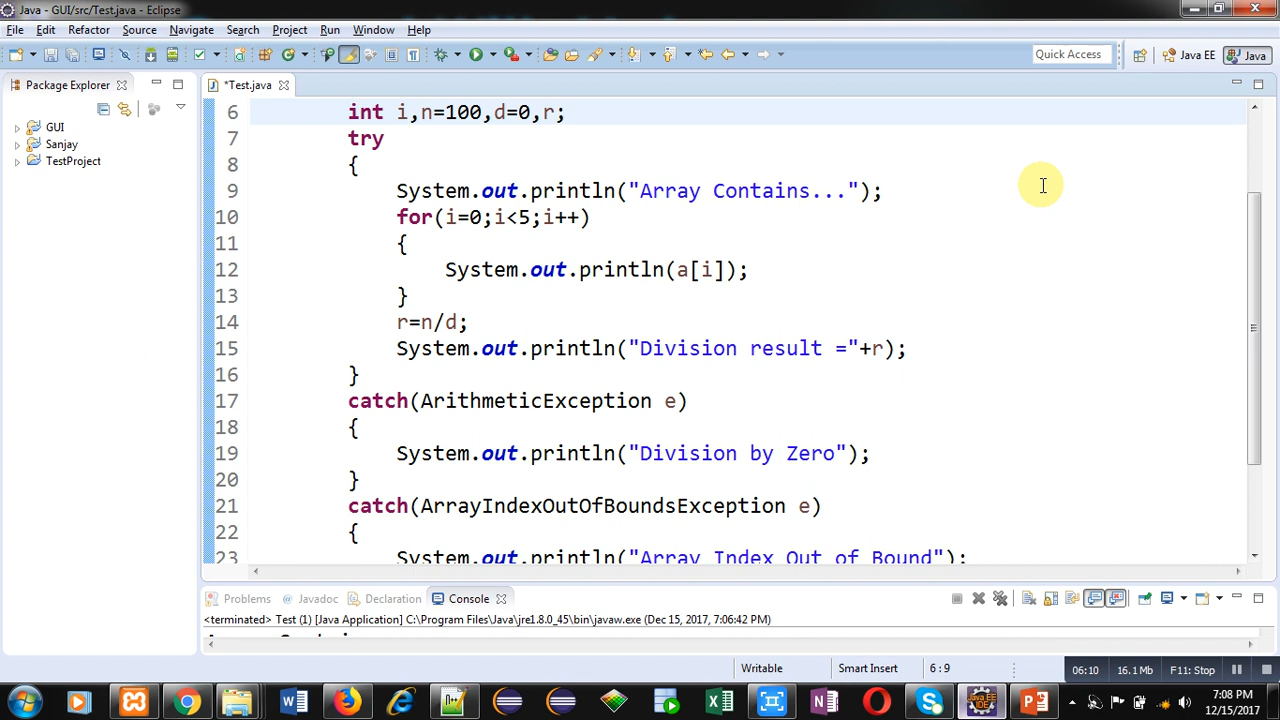 Java - GUI/src/Test.java - Eclipse
File Edit Refactor Source Navigate Search Project Run Window Help
Quick Access Java EE Java
Package Explorer
*Test.java
GUI
Sanjay
TestProject
6 int i,n=100,d=0,r;
7 try
8 {
9 System.out.println("Array Contains...");
10 for(i=0;i<5;i++)
11 {
12 System.out.println(a[i]);
13 }
14 r=n/d;
15 System.out.println("Division result ="+r);
16 }
17 catch(ArithmeticException e)
18 {
19 System.out.println("Division by Zero");
20 }
21 catch(ArrayIndexOutOfBoundsException e)
22 {
23 System.out.println("Array Index Out of Bound");
Problems Javadoc Declaration Console
<terminated> Test (1) [Java Application] C:\Program Files\Java\jre1.8.0_45\bin\javaw.exe (Dec 15, 2017, 7:06:42 PM)
Writable Smart Insert 6 : 9 06:10 16.1 Mb F11: Stop
7:08 PM
12/15/2017